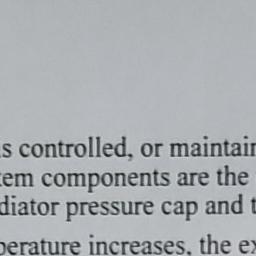 s controlled, or maintain
tem components are the
diator pressure cap and t
perature increases, the ex